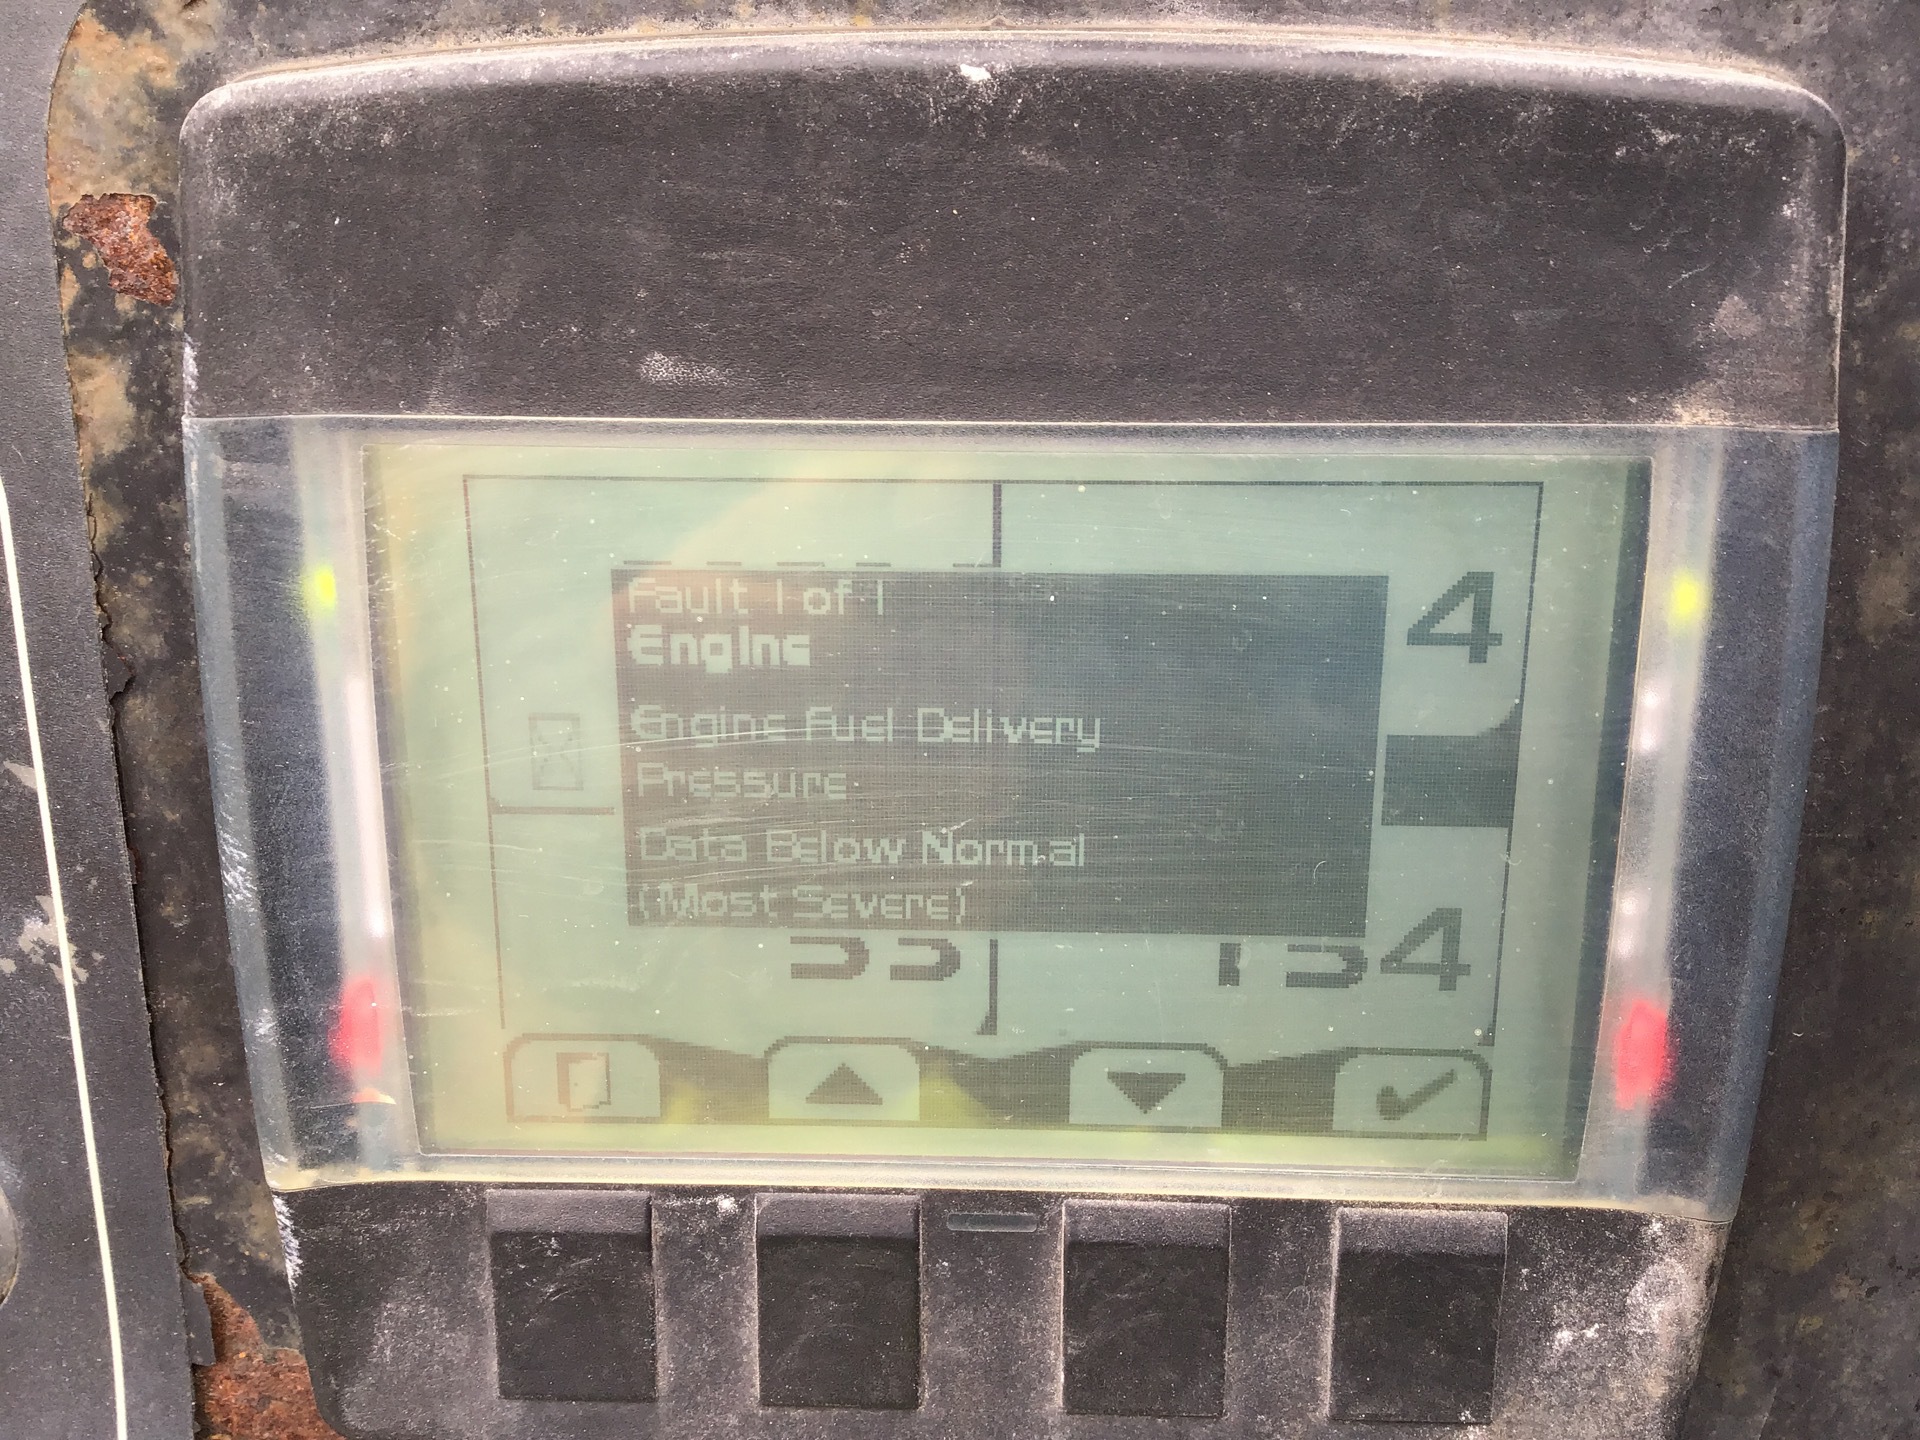 Fault 1 of 1
Engine
4
Engine Fuel Delivery
Pressure
Data Below Normal
(Most Severe)